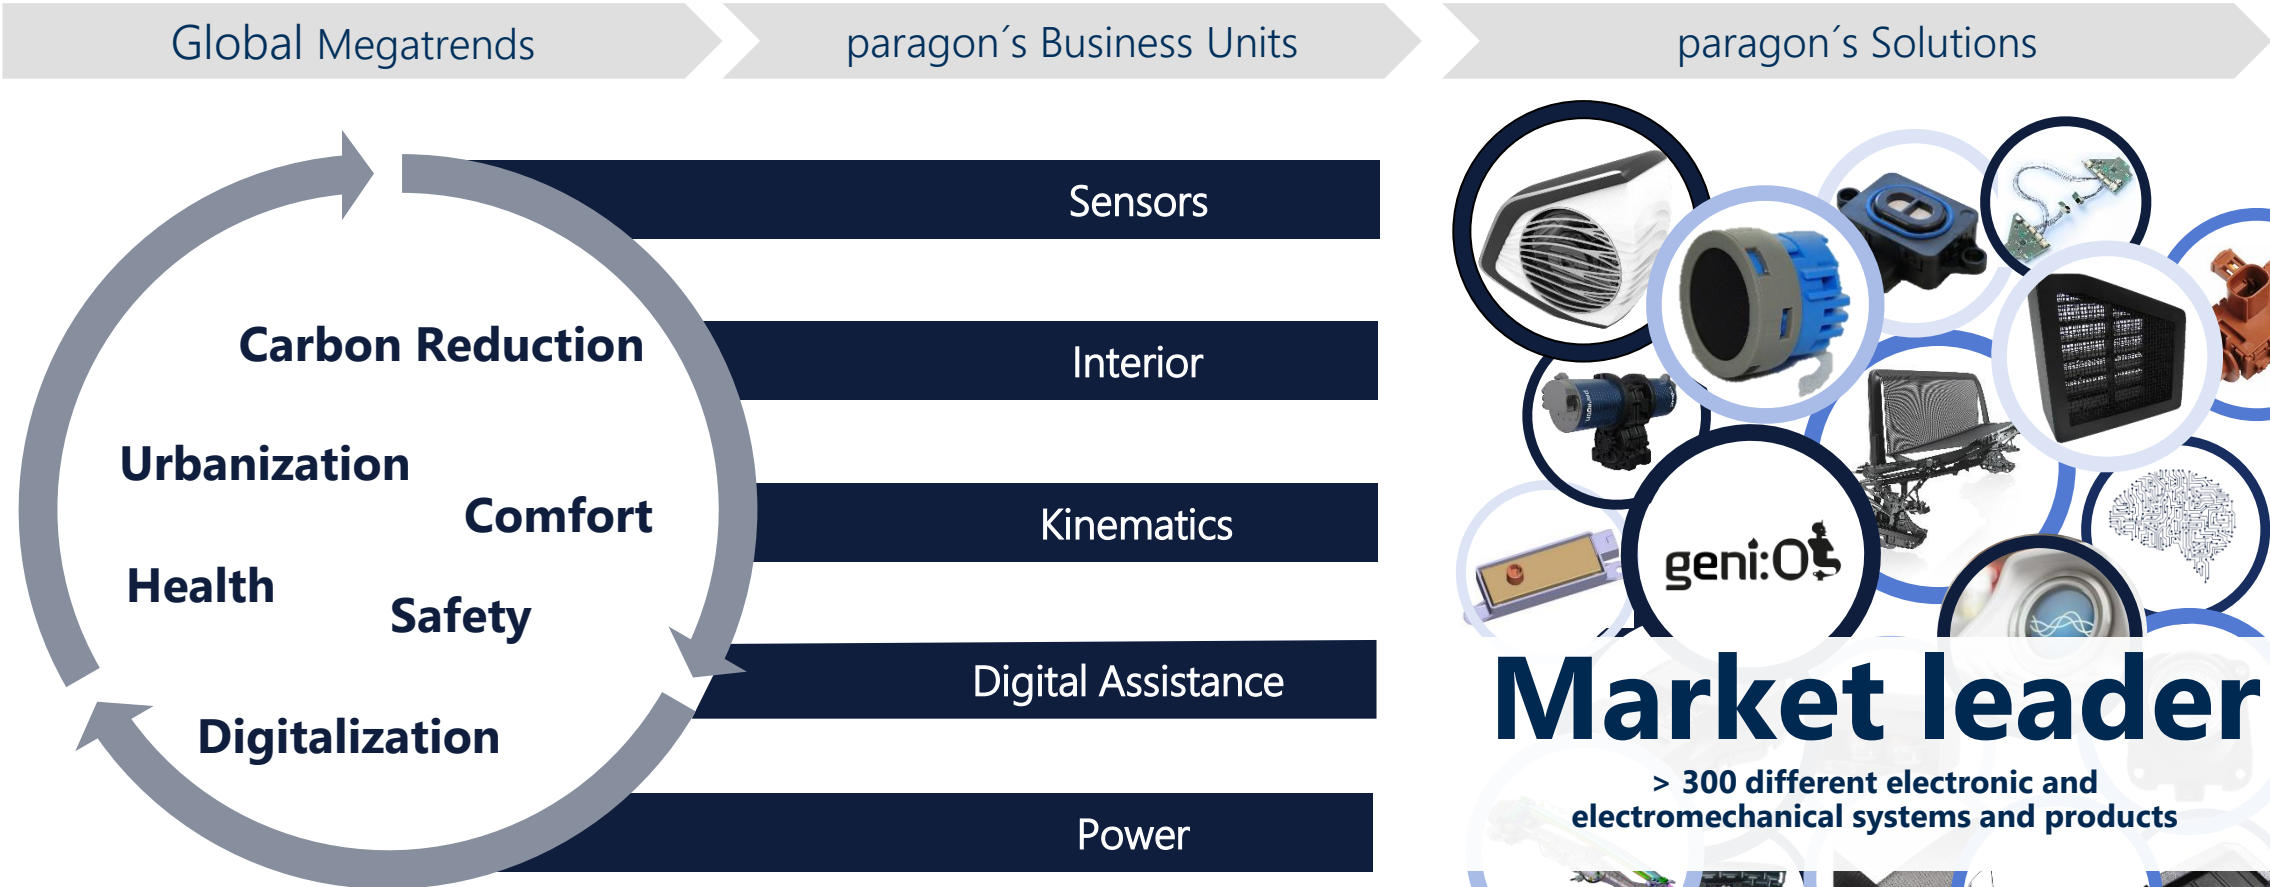 Global Megatrends
paragon´s Business Units
paragon´s Solutions
Carbon Reduction
Urbanization
Comfort
Health
Safety
Digitalization
Sensors
Interior
Kinematics
Digital Assistance
Power
paragon
geni:OS
Market leader
> 300 different electronic and
electromechanical systems and products